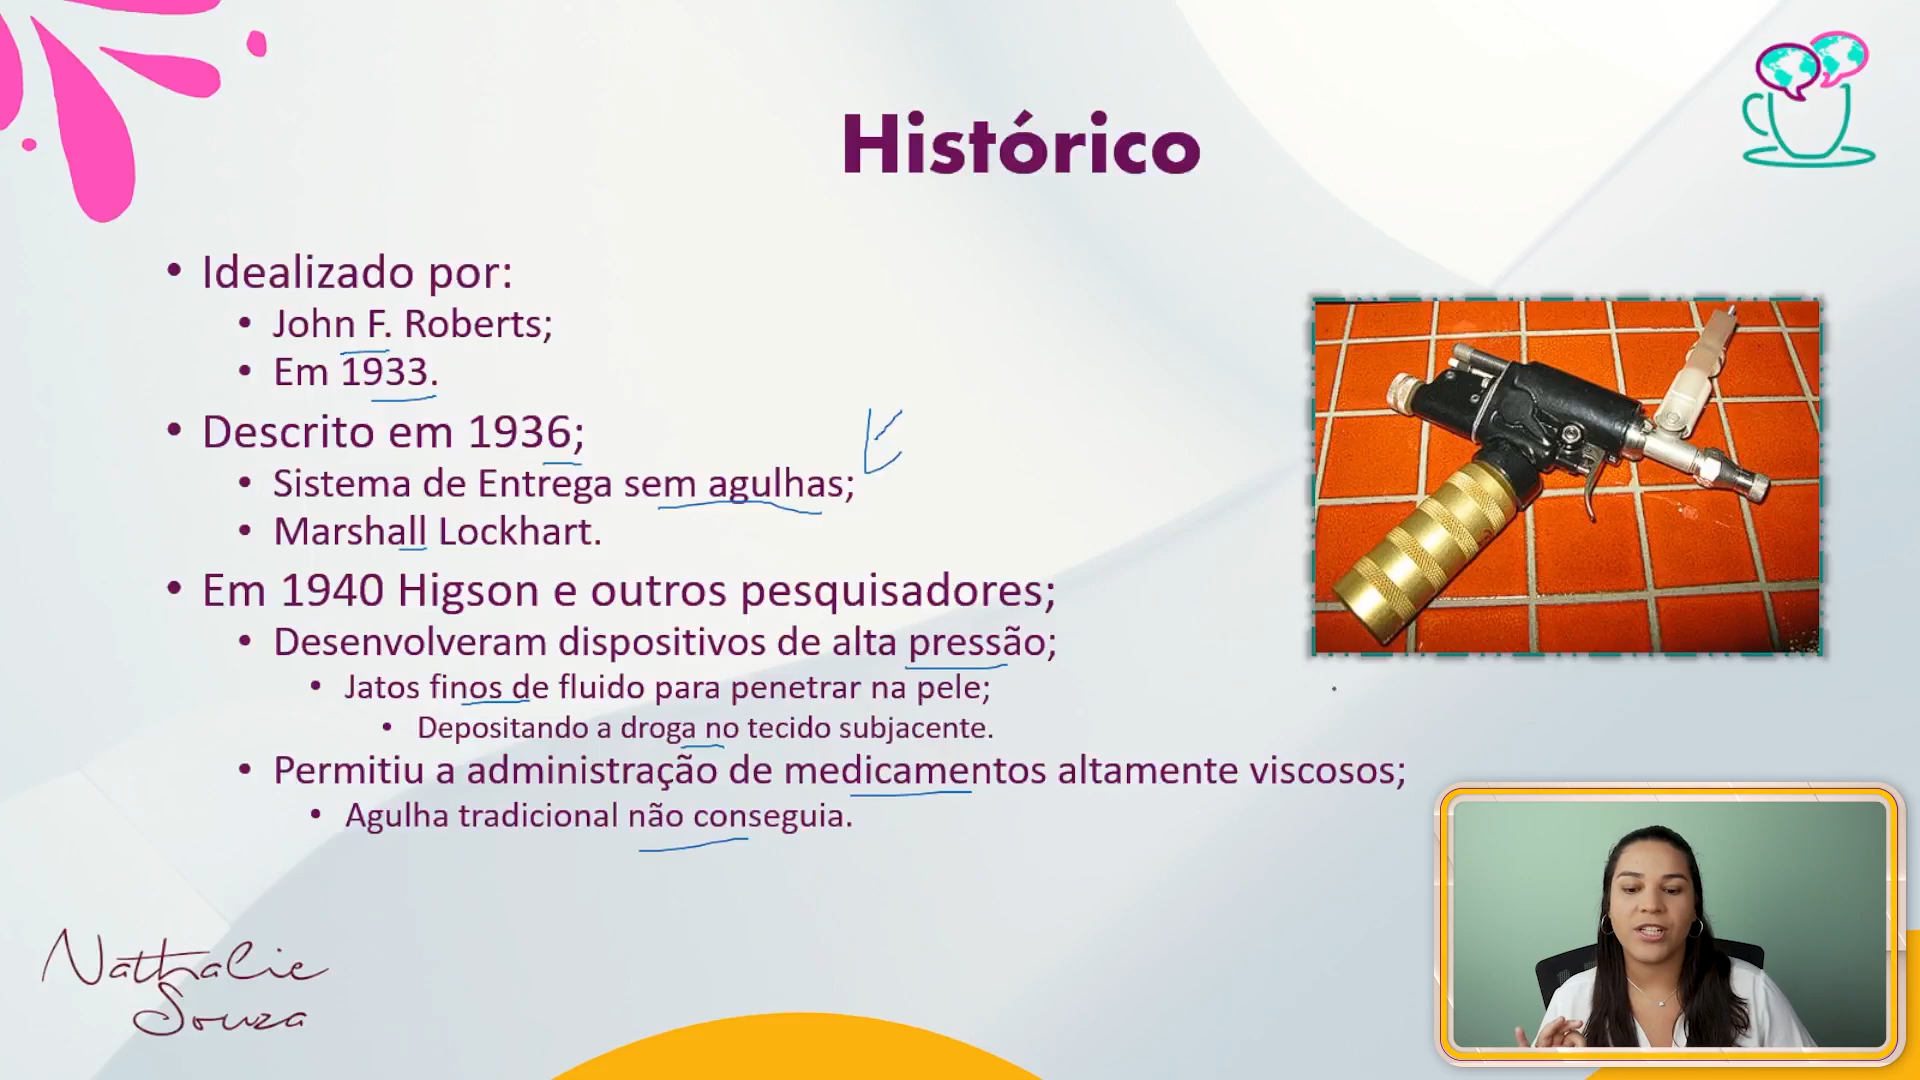 Histórico
• Idealizado por:
• John F. Roberts;
• Em 1933.
• Descrito em 1936;
• Sistema de Entrega sem agulhas;
• Marshall Lockhart.
• Em 1940 Higson e outros pesquisadores;
• Desenvolveram dispositivos de alta pressão;
• Jatos finos de fluido para penetrar na pele;
• Depositando a droga no tecido subjacente.
• Permitiu a administração de medicamentos altamente viscosos;
• Agulha tradicional não conseguia.
Nathalie
Souza